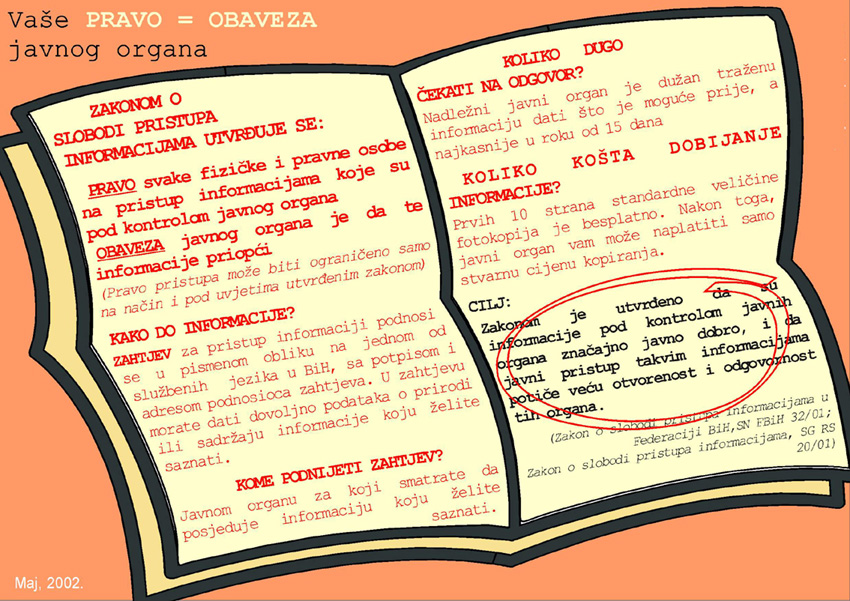 Vaše PRAVO = OBAVEZA
javnog organa
ZAKONOM O
SLOBODI PRISTUPA
INFORMACIJAMA UTVRĐUJE SE:
PRAVO svake fizičke i pravne osobe
na pristup informacijama koje su
pod kontrolom javnog organa
OBAVEZA javnog organa je da te
informacije priopći
(Pravo pristupa može biti ograničeno samo
na način i pod uvjetima utvrđenim zakonom)
KAKO DO INFORMACIJE?
ZAHTJEV za pristup informaciji podnosi
se u pismenom obliku na jednom od
službenih jezika u BiH, sa potpisom i
adresom podnosioca zahtjeva. U zahtjevu
morate dati dovoljno podataka o prirodi
ili sadržaju informacije koju želite
saznati.
KOME PODNIJETI ZAHTJEV?
Javnom organu za koji smatrate da
posjeduje informaciju koju želite
saznati.
KOLIKO DUGO
ČEKATI NA ODGOVOR?
Nadležni javni organ je dužan traženu
informaciju dati što je moguće prije, a
najkasnije u roku od 15 dana
KOLIKO KOŠTA DOBIJANJE
INFORMACIJE?
Prvih 10 strana standardne veličine
fotokopija je besplatno. Nakon toga,
javni organ vam može naplatiti samo
stvarnu cijenu kopiranja.
CILJ:
Zakonom je utvrđeno da su
informacije pod kontrolom javnih
organa značajno javno dobro, i da
javni pristup takvim informacijama
potiče veću otvorenost i odgovornost
tih organa.
(Zakon o slobodi pristupa informacijama u
Federaciji BiH,SN FBiH 32/01;
Zakon o slobodi pristupa informacijama, SG RS
20/01)
Maj, 2002.